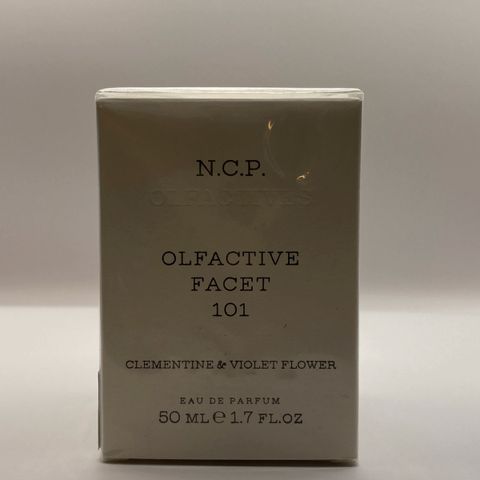 N.C.P.
OLFACTIVES
OLFACTIVE
FACET
101
CLEMENTINE & VIOLET FLOWER
EAU DE PARFUM
50 ML ℮ 1.7 FL.OZ